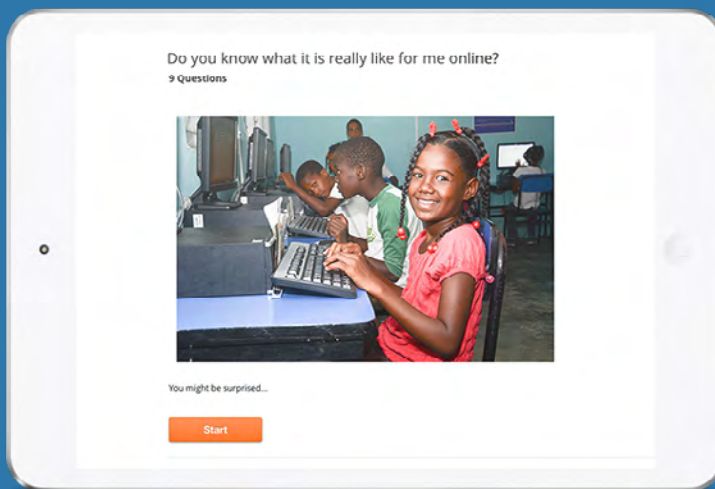 Do you know what it is really like for me online?
9 Questions
You might be surprised...
Start